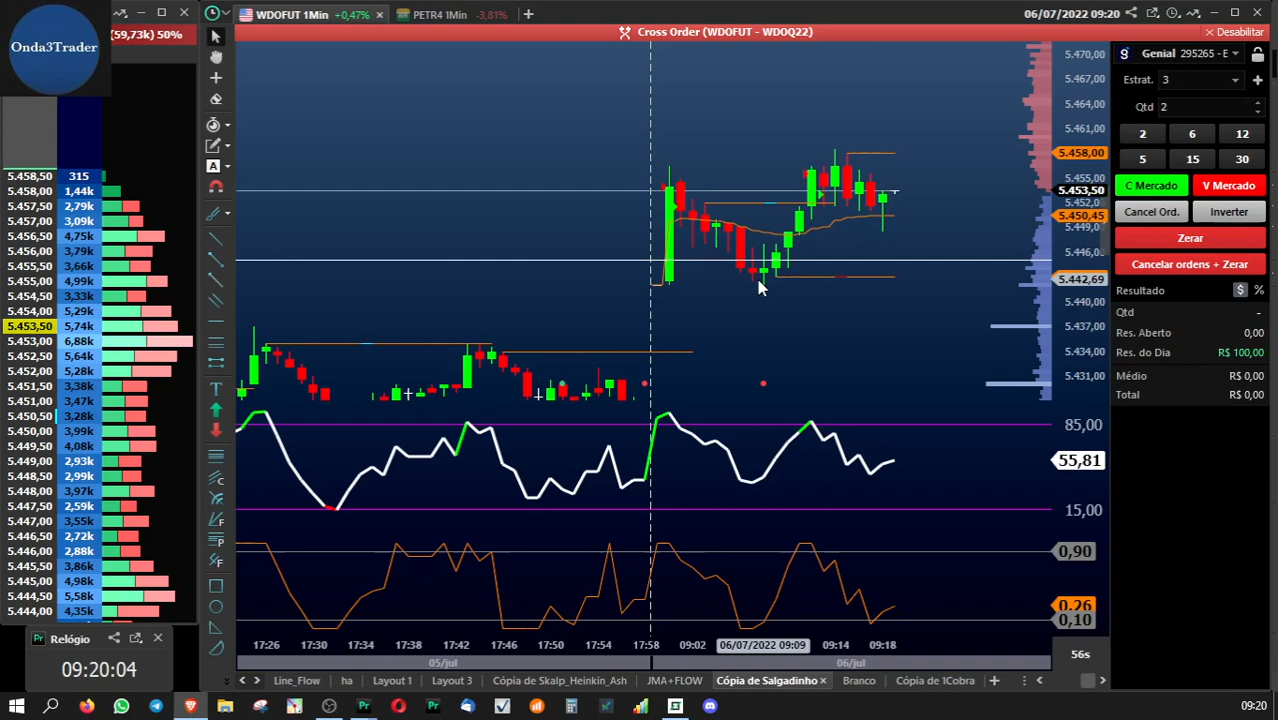 Onda3Trader
(59,73k) 50%
5.458,50 315
5.458,00 1,44k
5.457,50 2,79k
5.457,00 3,09k
5.456,50 4,75k
5.456,00 3,79k
5.455,50 3,66k
5.455,00 4,99k
5.454,50 3,33k
5.454,00 5,29k
5.453,50 5,74k
5.453,00 6,88k
5.452,50 5,64k
5.452,00 5,28k
5.451,50 3,38k
5.451,00 3,47k
5.450,50 3,28k
5.450,00 3,99k
5.449,50 4,08k
5.449,00 2,93k
5.448,50 2,99k
5.448,00 3,97k
5.447,50 2,59k
5.447,00 3,55k
5.446,50 2,72k
5.446,00 2,88k
5.445,50 3,86k
5.445,00 4,98k
5.444,50 5,58k
5.444,00 4,35k
Pr Relógio
09:20:04
WDOFUT 1Min +0,47% ×
PETR4 1Min -3,81%
06/07/2022 09:20
Cross Order (WDOFUT - WDOQ22)
× Desabilitar
5.470,00
5.467,00
5.464,00
5.461,00
5.458,00
5.455,00
5.453,50
5.452,0
5.450,45
5.449,0
5.446,0
5.442,69
5.440,00
5.437,00
5.434,00
5.431,00
85,00
55,81
15,00
0,90
0,26
0,10
17:26 17:30 17:34 17:38 17:42 17:46 17:50 17:54 17:58 09:02 06/07/2022 09:09 09:14 09:18
56s
05/jul 06/jul
Line_Flow ha Layout 1 Layout 3 Cópia de Skalp_Heinkin_Ash JMA+FLOW Cópia de Salgadinho × Branco Cópia de 1Cobra
Genial 295265 - E
Estrat. 3
Qtd 2
2 6 12
5 15 30
C Mercado V Mercado
Cancel Ord. Inverter
Zerar
Cancelar ordens + Zerar
Resultado $ %
Qtd -
Res. Aberto 0,00
Res. do Dia R$ 100,00
Médio R$ 0,00
Total R$ 0,00
09:20